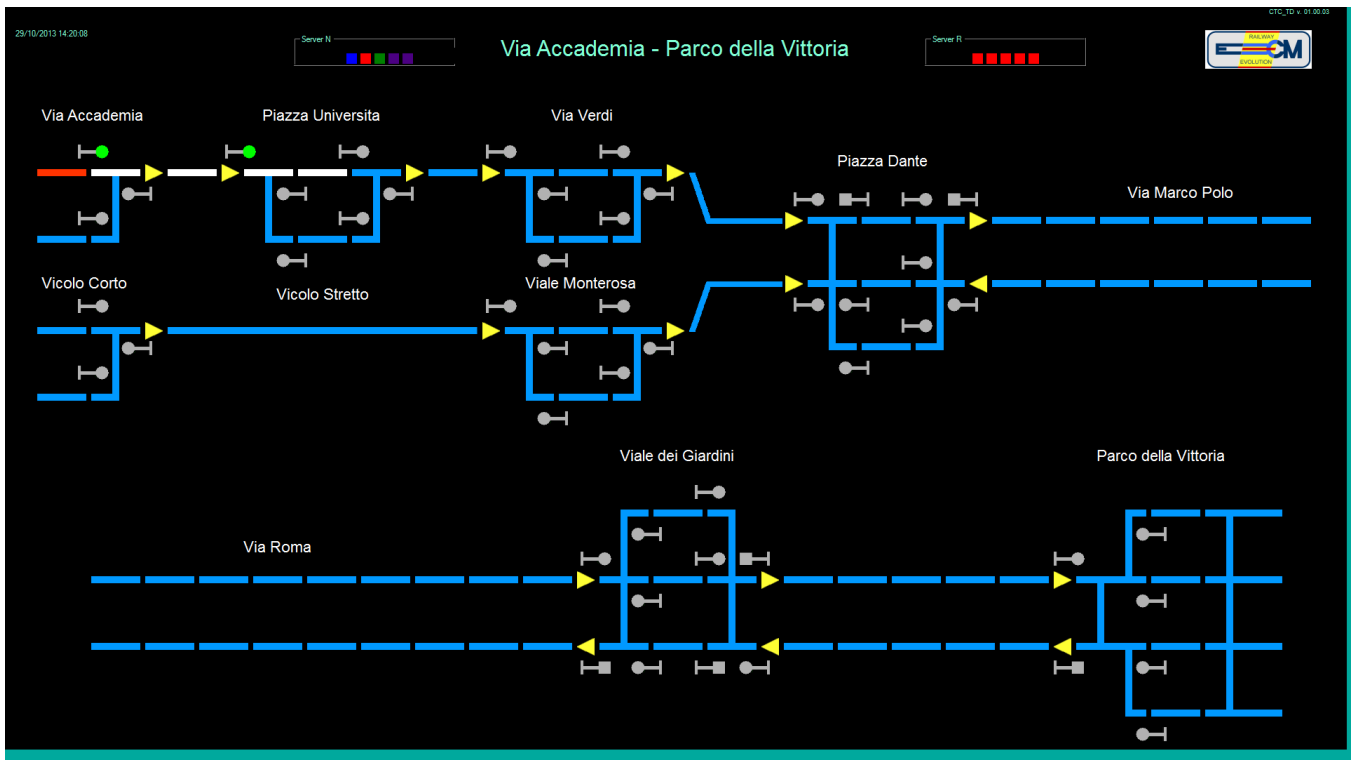 CTC_TD v. 01.00.03
29/10/2013 14:20:08
Server N
Via Accademia - Parco della Vittoria
Server R
RAILWAY
ECM
EVOLUTION
Via Accademia
Piazza Universita
Via Verdi
Piazza Dante
Via Marco Polo
Vicolo Corto
Vicolo Stretto
Viale Monterosa
Viale dei Giardini
Parco della Vittoria
Via Roma